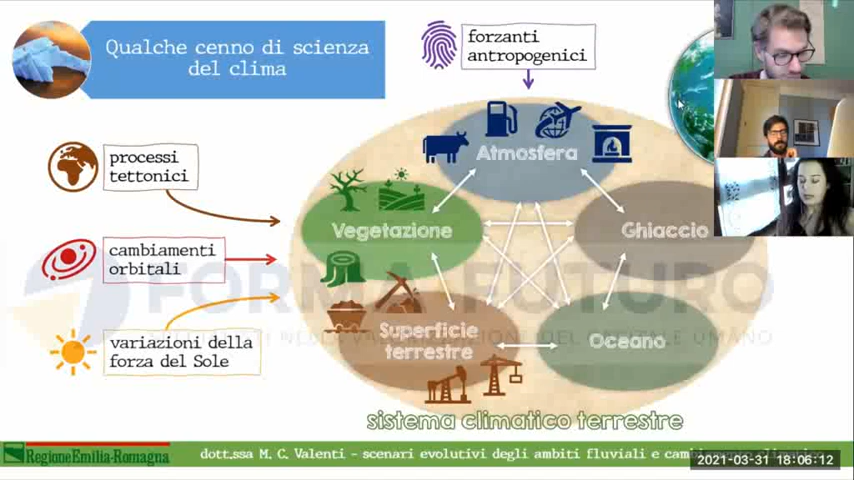 Qualche cenno di scienza
del clima
forzanti
antropogenici
processi
tettonici
cambiamenti
orbitali
variazioni della
forza del Sole
Atmosfera
Vegetazione
Ghiaccio
Superficie
terrestre
Oceano
sistema climatico terrestre
FORMA FUTURO
RegioneEmilia-Romagna
dott.ssa M. C. Valenti - scenari evolutivi degli ambiti fluviali e
2021-03-31 18:06:12